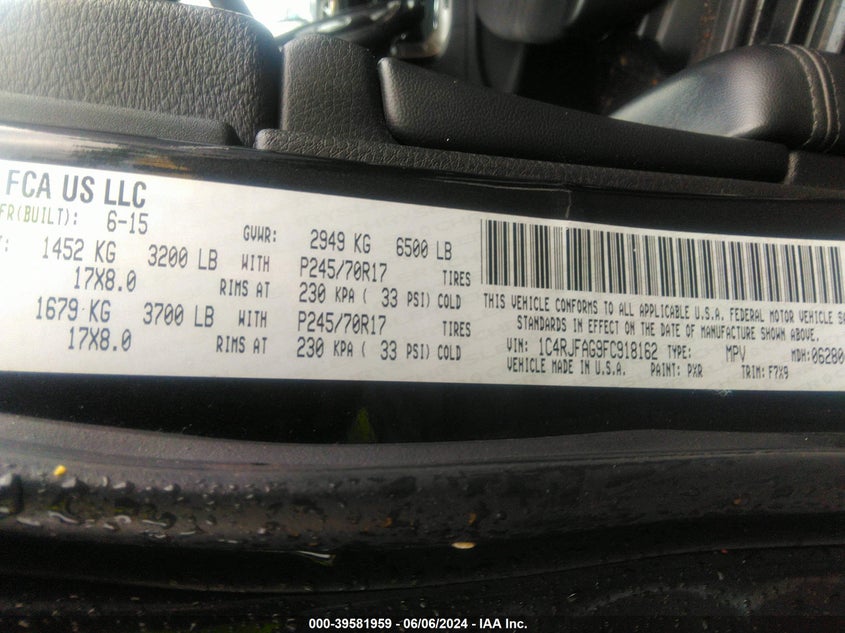 FCA US LLC
FR(BUILT): 6-15 GVWR: 2949 KG 6500 LB
1452 KG 3200 LB WITH P245/70R17 TIRES
17X8.0 RIMS AT 230 KPA ( 33 PSI) COLD
1679 KG 3700 LB WITH P245/70R17 TIRES
17X8.0 RIMS AT 230 KPA ( 33 PSI) COLD
THIS VEHICLE CONFORMS TO ALL APPLICABLE U.S.A. FEDERAL MOTOR VEHICLE SA
STANDARDS IN EFFECT ON THE DATE OF MANUFACTURE SHOWN ABOVE.
VIN: 1C4RJFAG9FC918162 TYPE: MPV MDH:06280
VEHICLE MADE IN U.S.A. PAINT: PXR TRIM: F7X9
000-39581959 - 06/06/2024 - IAA Inc.